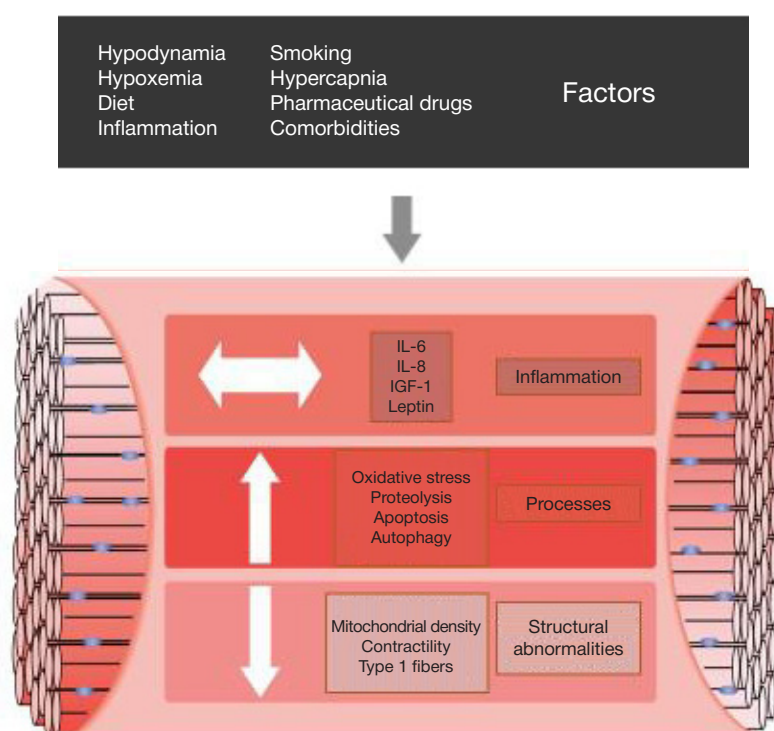 Hypodynamia
Hypoxemia
Diet
Inflammation
Smoking
Hypercapnia
Pharmaceutical drugs
Comorbidities
Factors
IL-6
IL-8
IGF-1
Leptin
Inflammation
Oxidative stress
Proteolysis
Apoptosis
Autophagy
Processes
Mitochondrial density
Contractility
Type 1 fibers
Structural
abnormalities